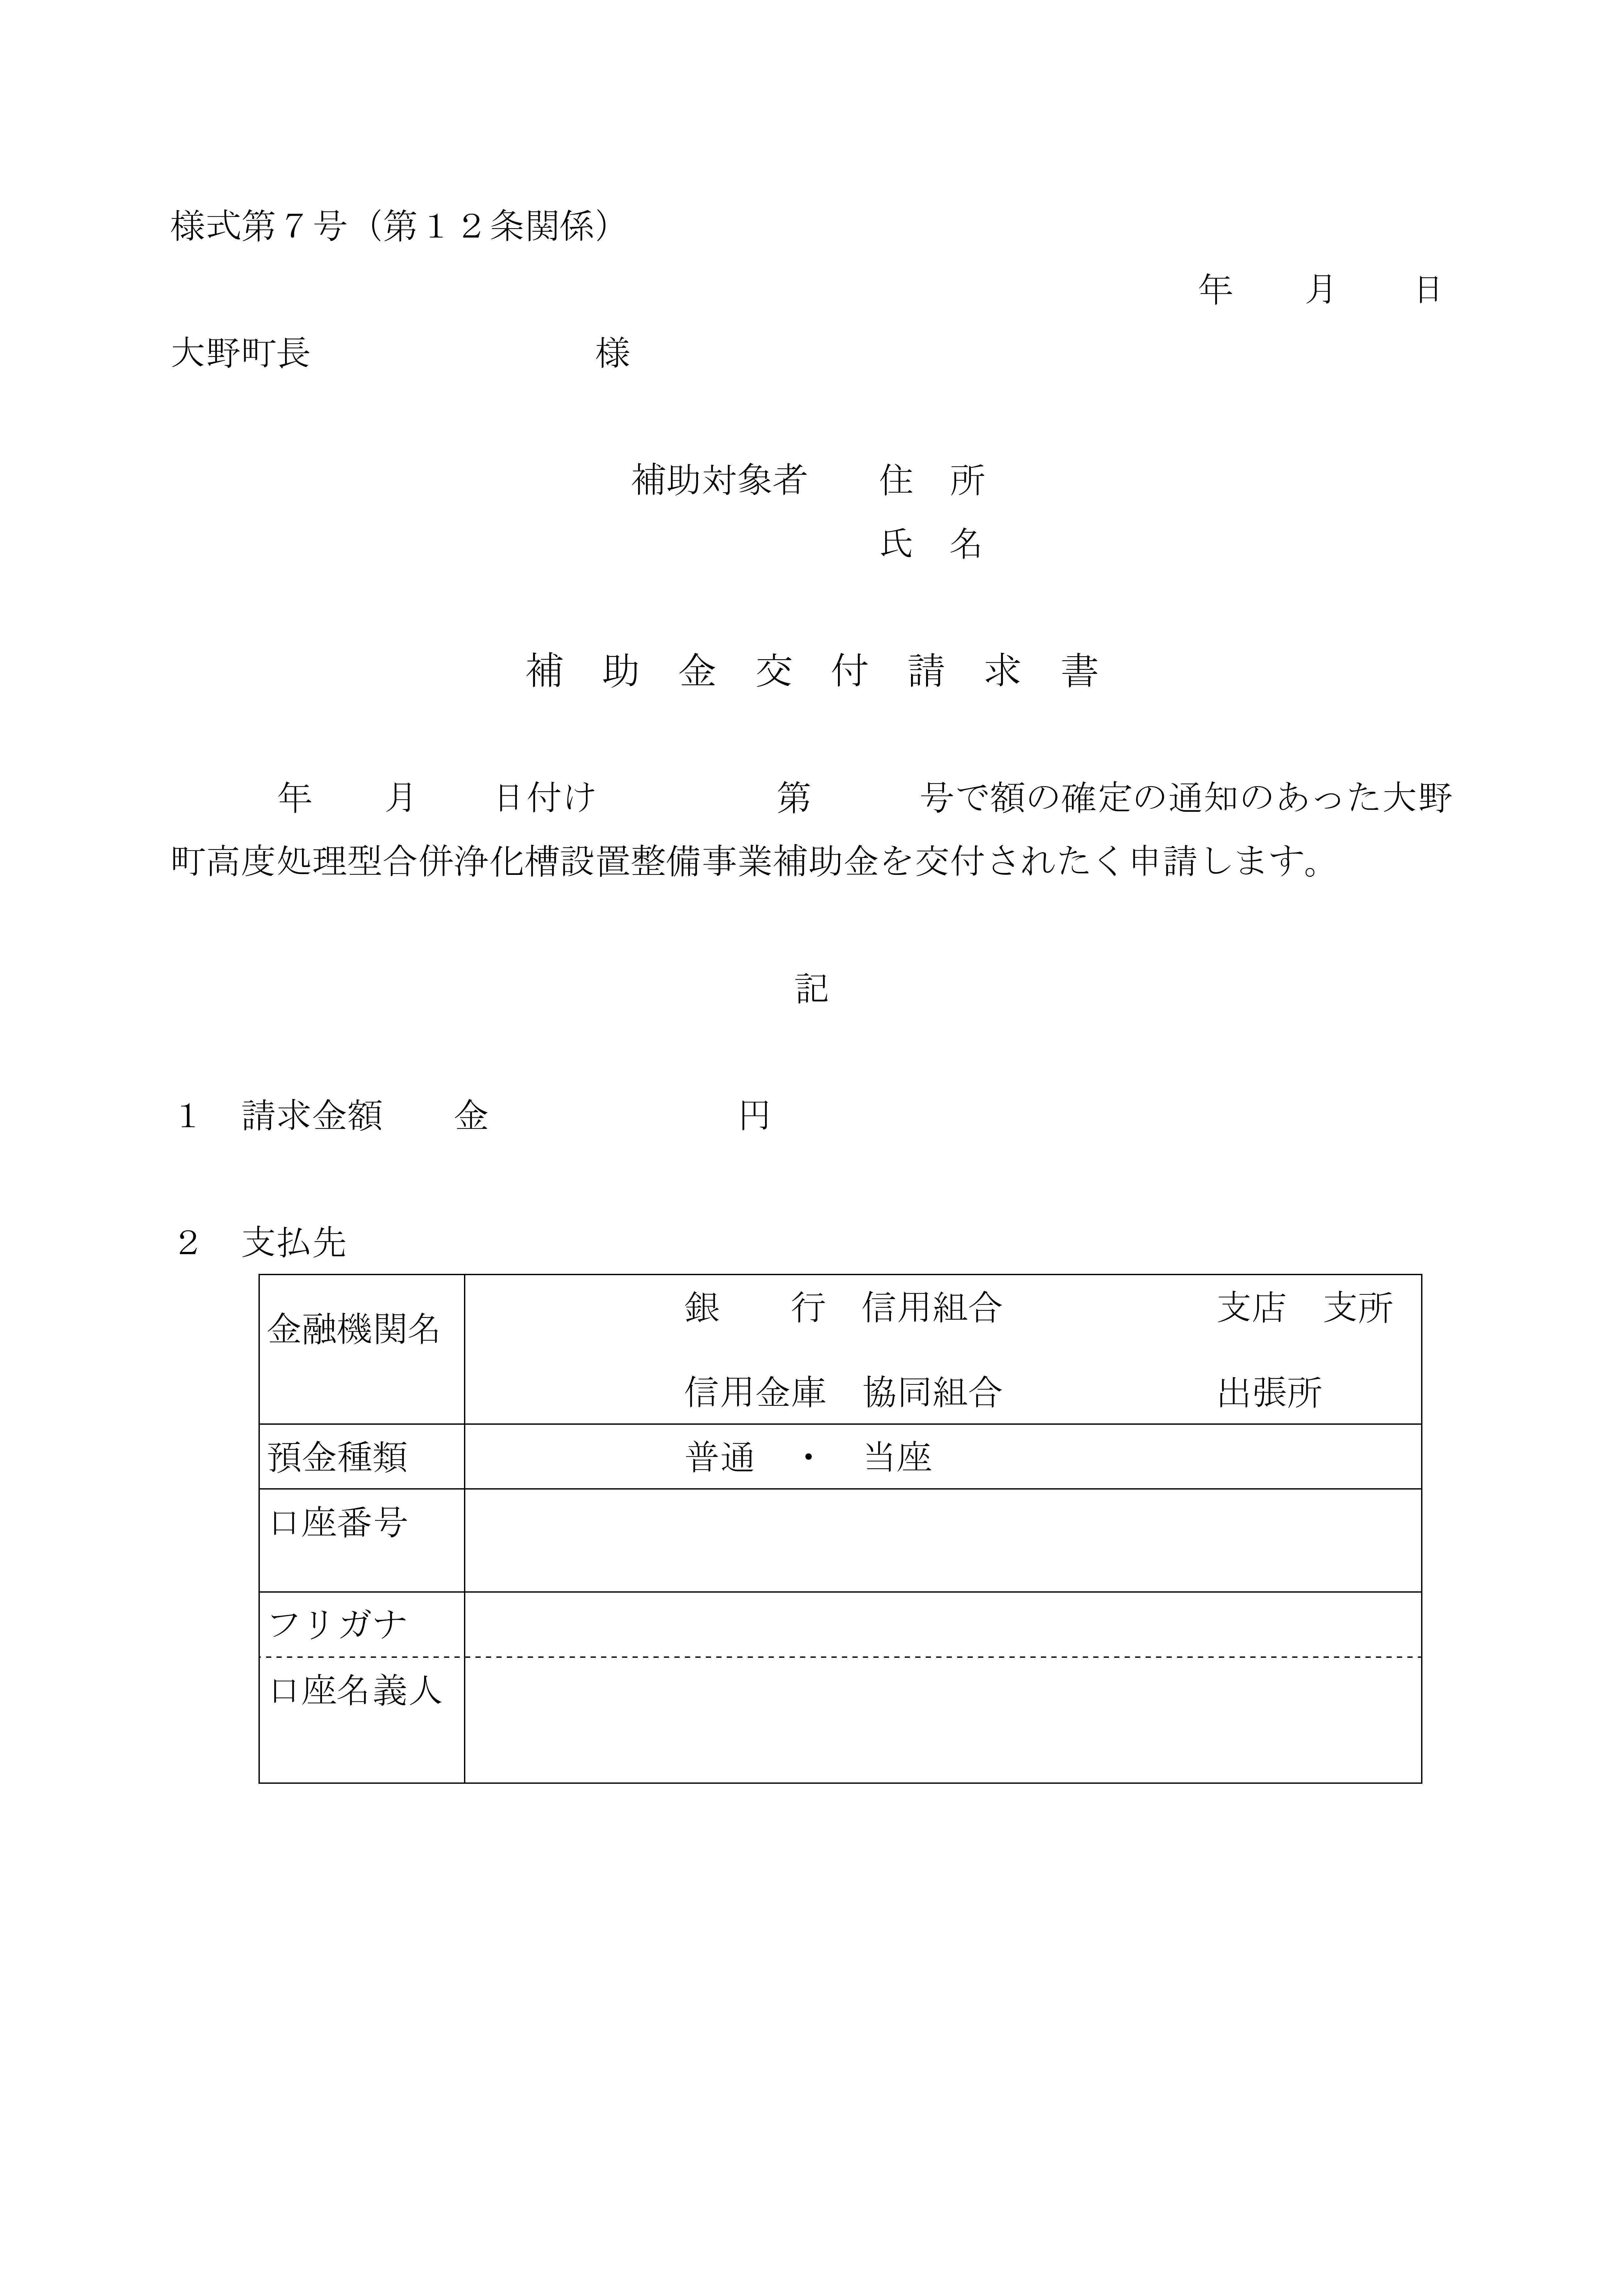 様式第７号（第１２条関係）
年　　月　　日
大野町長　　　　　　　　様
補助対象者　　住　所
氏　名
補　助　金　交　付　請　求　書
年　　月　　日付け　　　　　第　　　号で額の確定の通知のあった大野
町高度処理型合併浄化槽設置整備事業補助金を交付されたく申請します。
記
１　請求金額　　金　　　　　　　円
２　支払先
金融機関名
銀　　行　信用組合　　　　　　支店　支所
信用金庫　協同組合　　　　　　出張所
預金種類　　　　　　　普通　・　当座
口座番号
フリガナ
口座名義人